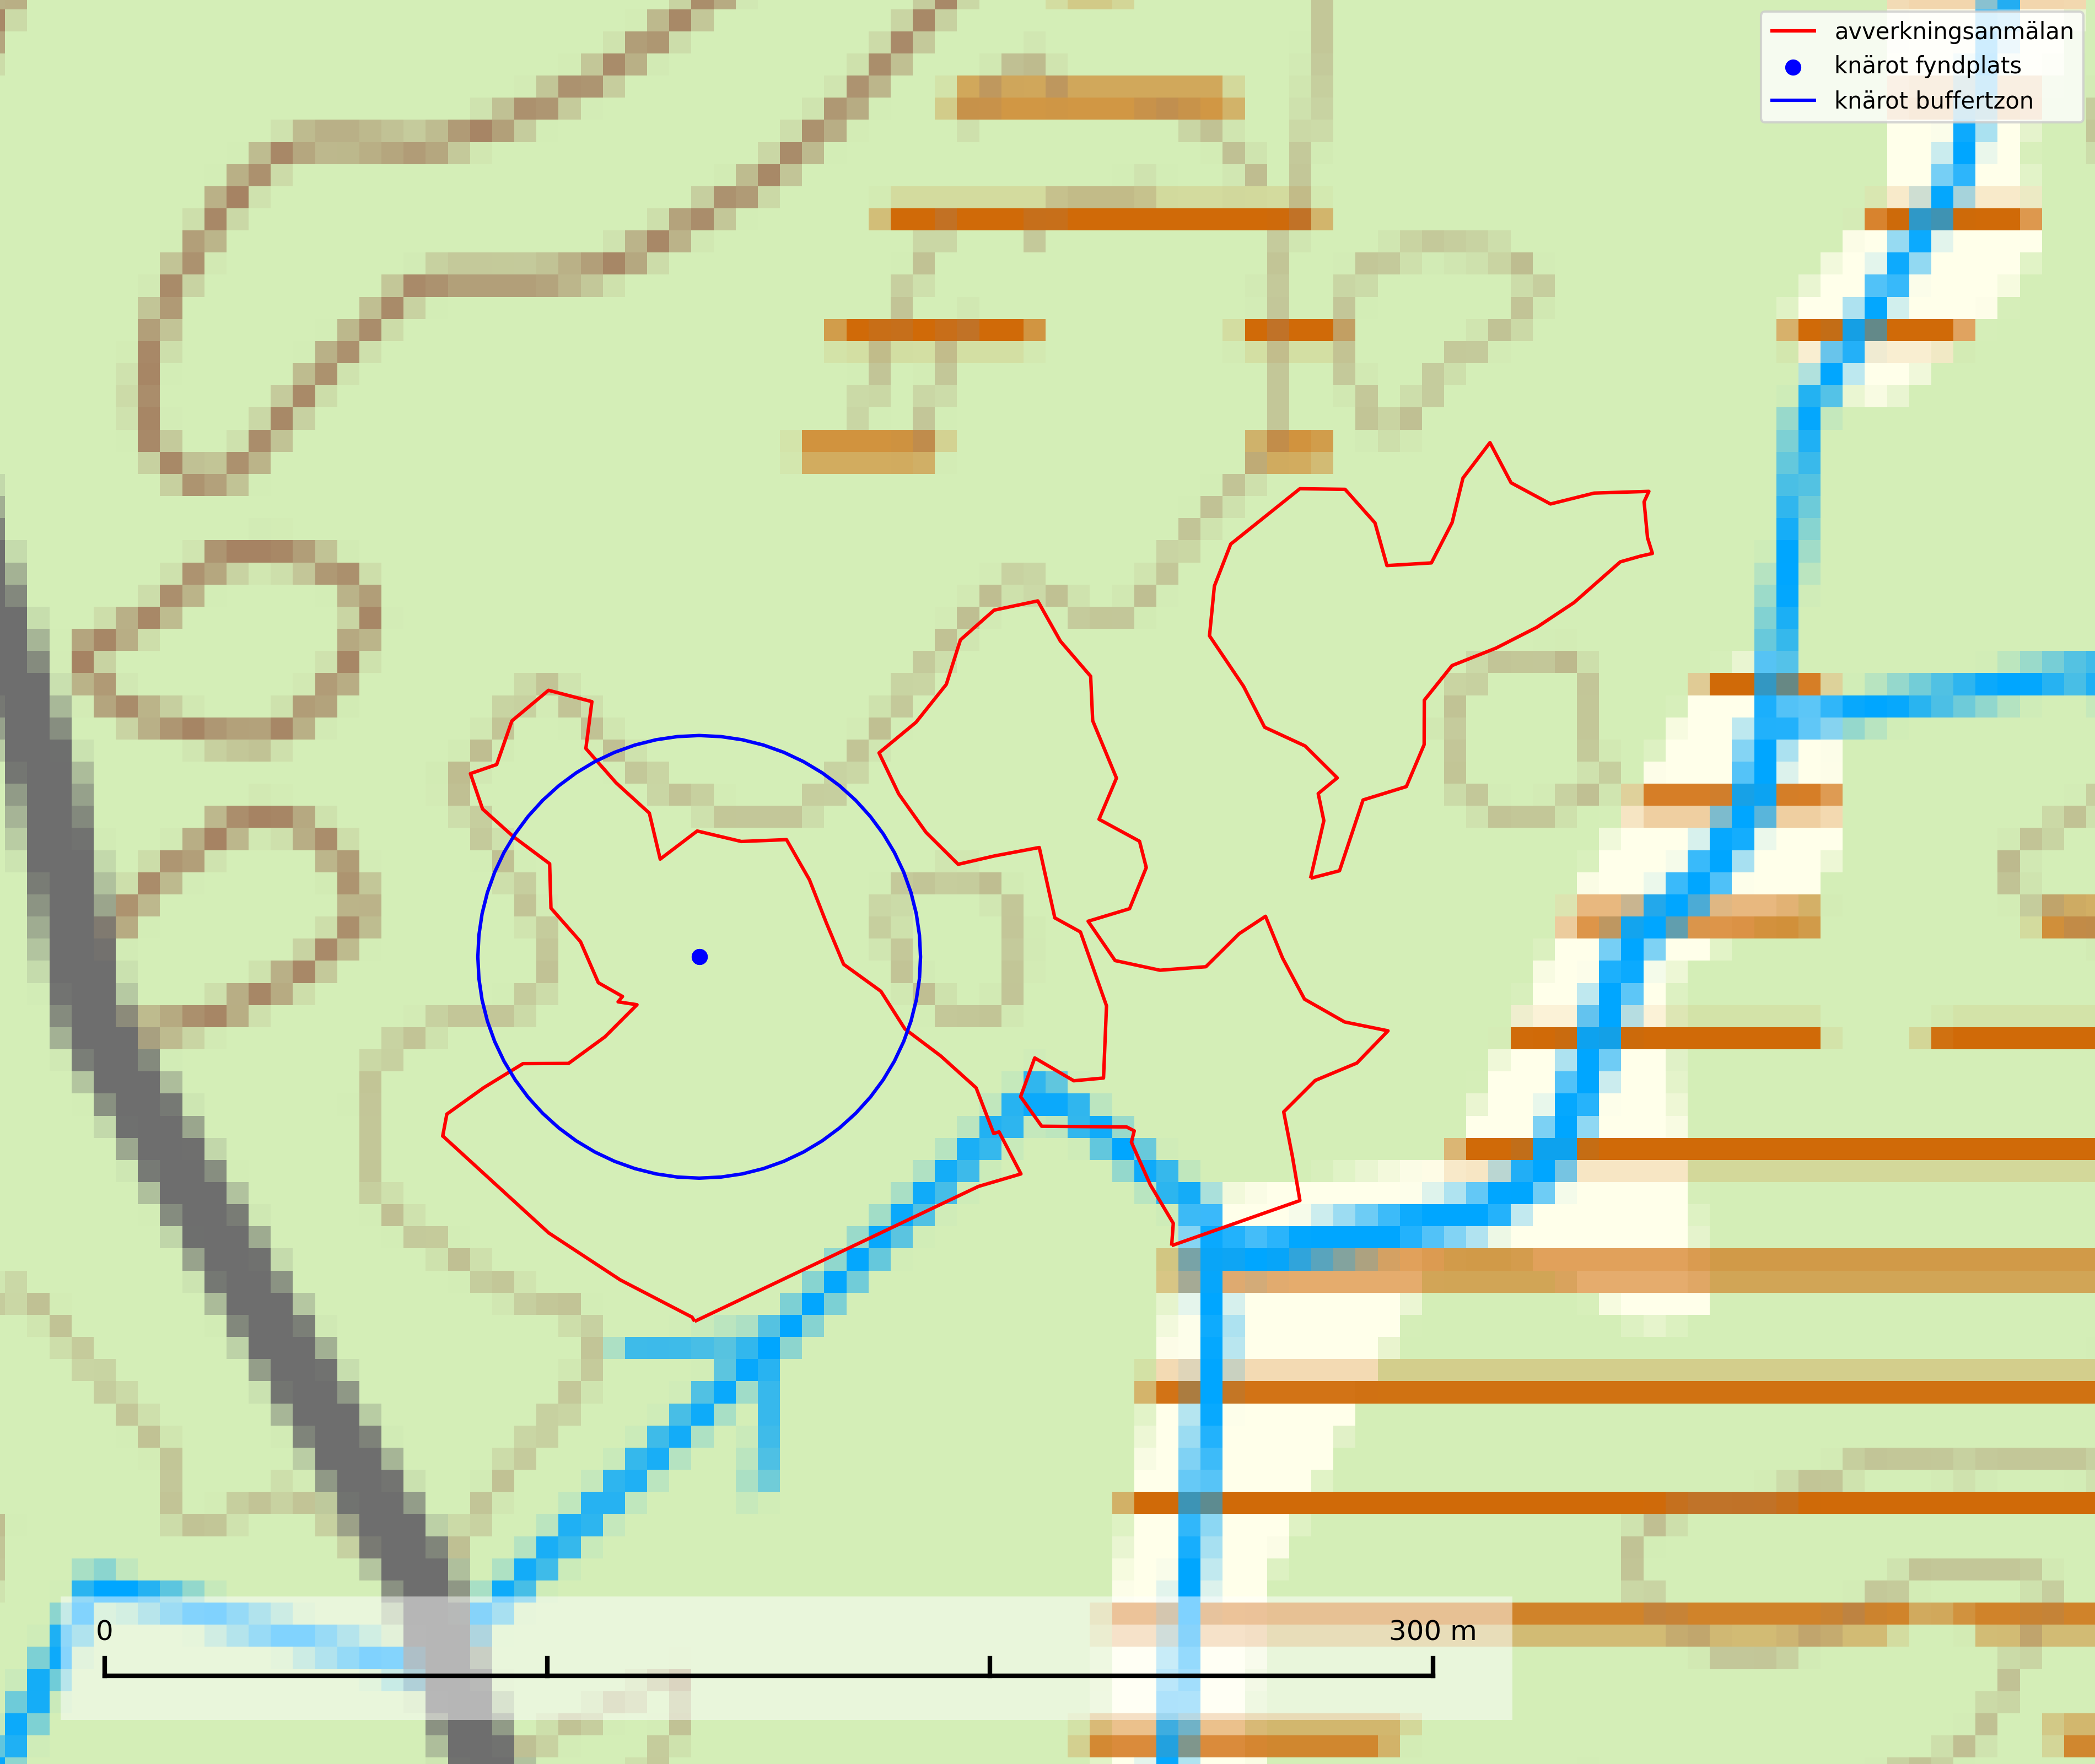 avverkningsanmälan
knärot fyndplats
knärot buffertzon
0
300 m